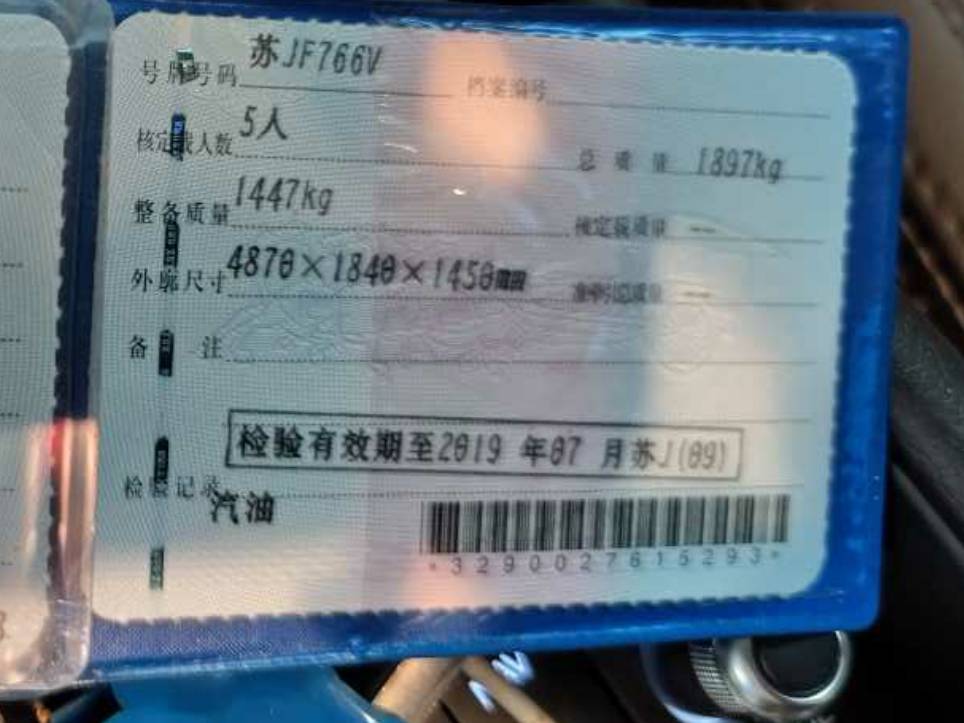 号牌号码 苏JF766V 档案编号
核定载人数 5人 总质量 1897kg
整备质量 1447kg 核定载质量 --
外廓尺寸 4870×1840×1450mm 准牵引总质量 --
备注
检验有效期至2019 年07 月苏J(09)
检验记录
汽油
*3290027815293*